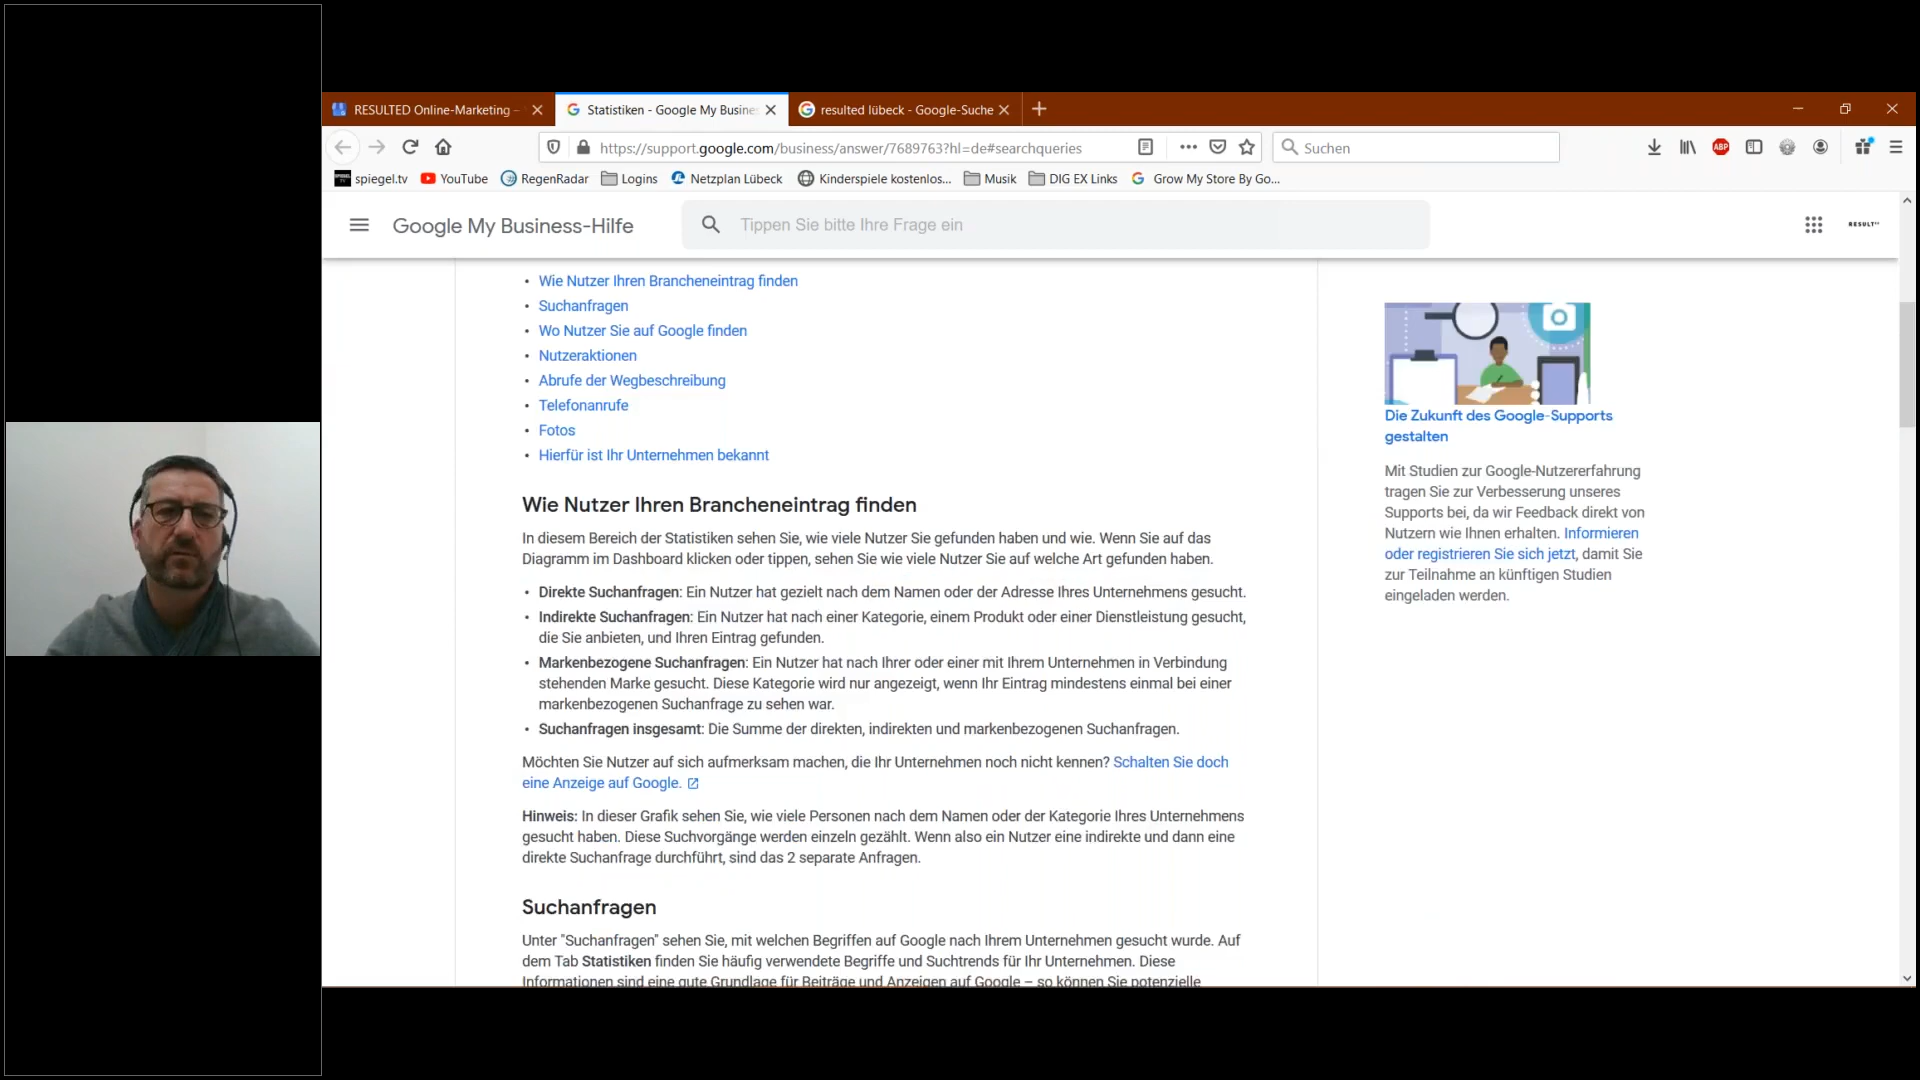 RESULTED Online-Marketing –
Statistiken - Google My Busine
resulted lübeck - Google-Suche
https://support.google.com/business/answer/7689763?hl=de#searchqueries
Suchen
ABP
spiegel.tv
YouTube
RegenRadar
Logins
Netzplan Lübeck
Kinderspiele kostenlos...
Musik
DIG EX Links
Grow My Store By Go...
Google My Business-Hilfe
Tippen Sie bitte Ihre Frage ein
• Wie Nutzer Ihren Brancheneintrag finden
• Suchanfragen
• Wo Nutzer Sie auf Google finden
• Nutzeraktionen
• Abrufe der Wegbeschreibung
• Telefonanrufe
• Fotos
• Hierfür ist Ihr Unternehmen bekannt
Wie Nutzer Ihren Brancheneintrag finden
In diesem Bereich der Statistiken sehen Sie, wie viele Nutzer Sie gefunden haben und wie. Wenn Sie auf das
Diagramm im Dashboard klicken oder tippen, sehen Sie wie viele Nutzer Sie auf welche Art gefunden haben.
• Direkte Suchanfragen: Ein Nutzer hat gezielt nach dem Namen oder der Adresse Ihres Unternehmens gesucht.
• Indirekte Suchanfragen: Ein Nutzer hat nach einer Kategorie, einem Produkt oder einer Dienstleistung gesucht,
die Sie anbieten, und Ihren Eintrag gefunden.
• Markenbezogene Suchanfragen: Ein Nutzer hat nach Ihrer oder einer mit Ihrem Unternehmen in Verbindung
stehenden Marke gesucht. Diese Kategorie wird nur angezeigt, wenn Ihr Eintrag mindestens einmal bei einer
markenbezogenen Suchanfrage zu sehen war.
• Suchanfragen insgesamt: Die Summe der direkten, indirekten und markenbezogenen Suchanfragen.
Möchten Sie Nutzer auf sich aufmerksam machen, die Ihr Unternehmen noch nicht kennen? Schalten Sie doch
eine Anzeige auf Google.
Hinweis: In dieser Grafik sehen Sie, wie viele Personen nach dem Namen oder der Kategorie Ihres Unternehmens
gesucht haben. Diese Suchvorgänge werden einzeln gezählt. Wenn also ein Nutzer eine indirekte und dann eine
direkte Suchanfrage durchführt, sind das 2 separate Anfragen.
Suchanfragen
Unter "Suchanfragen" sehen Sie, mit welchen Begriffen auf Google nach Ihrem Unternehmen gesucht wurde. Auf
dem Tab Statistiken finden Sie häufig verwendete Begriffe und Suchtrends für Ihr Unternehmen. Diese
Informationen sind eine gute Grundlage für Beiträge und Anzeigen auf Google – so können Sie potenzielle
Die Zukunft des Google-Supports
gestalten
Mit Studien zur Google-Nutzererfahrung
tragen Sie zur Verbesserung unseres
Supports bei, da wir Feedback direkt von
Nutzern wie Ihnen erhalten. Informieren
oder registrieren Sie sich jetzt, damit Sie
zur Teilnahme an künftigen Studien
eingeladen werden.